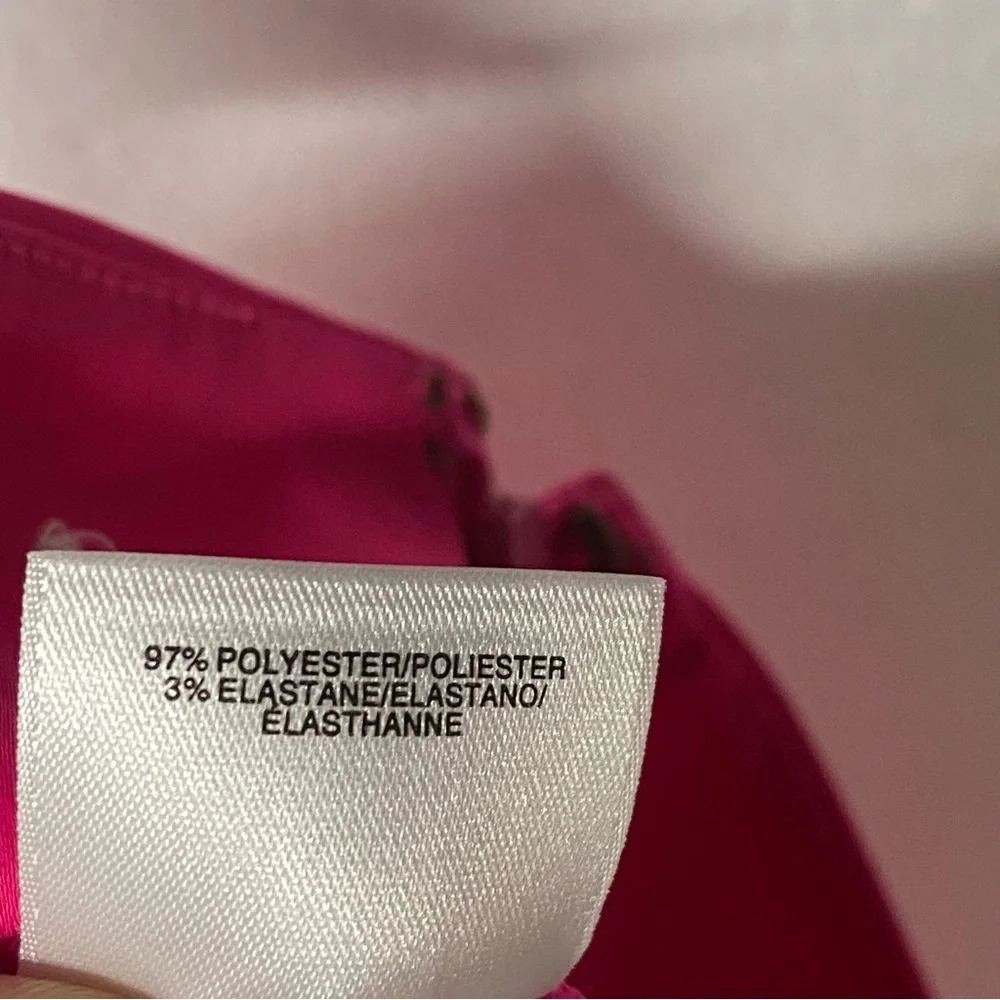 97% POLYESTER/POLIESTER
3% ELASTANE/ELASTANO/
ÉLASTHANNE